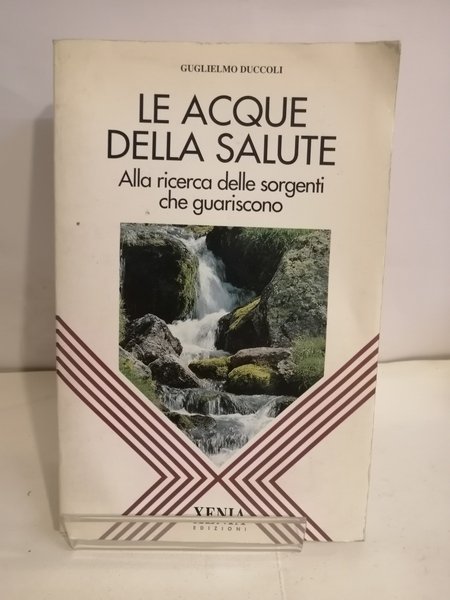 GUGLIELMO DUCCOLI
LE ACQUE
DELLA SALUTE
Alla ricerca delle sorgenti
che guariscono
XENIA
EDIZIONI